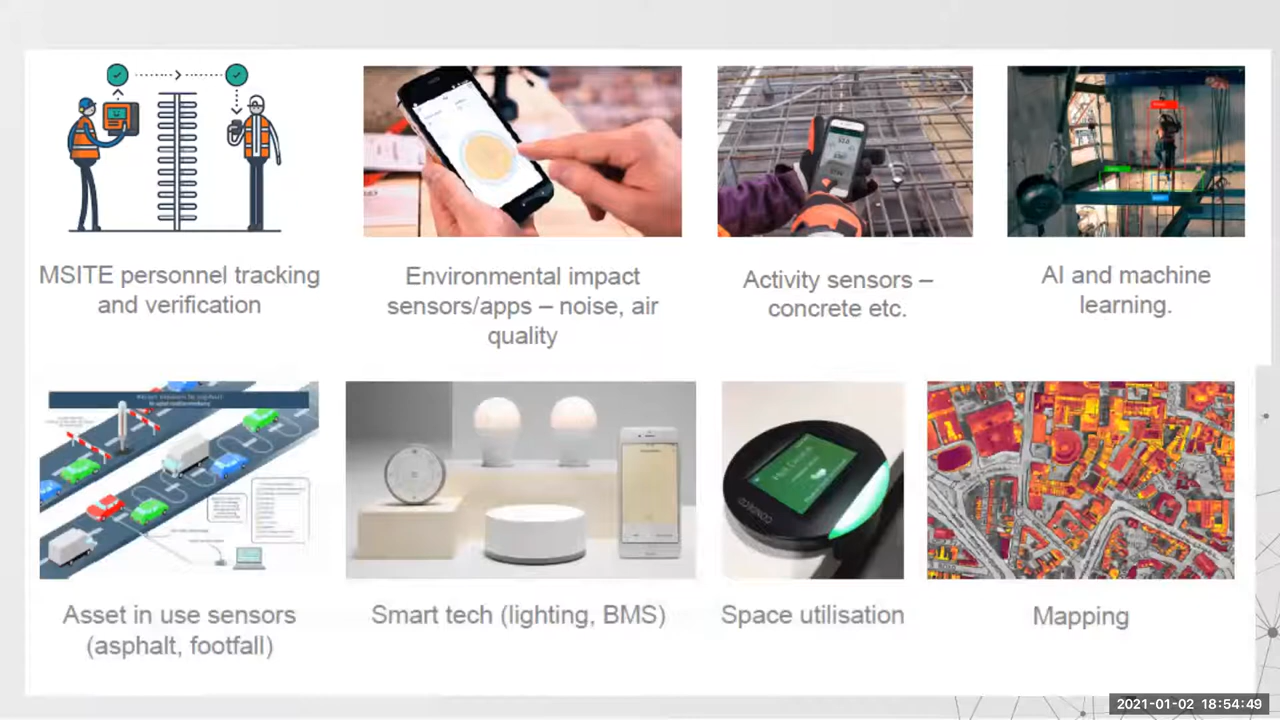 MSITE personnel tracking
and verification
Environmental impact
sensors/apps – noise, air
quality
Activity sensors –
concrete etc.
AI and machine
learning.
Asset in use sensors
(asphalt, footfall)
Smart tech (lighting, BMS)
Space utilisation
Mapping
2021-01-02 18:54:49